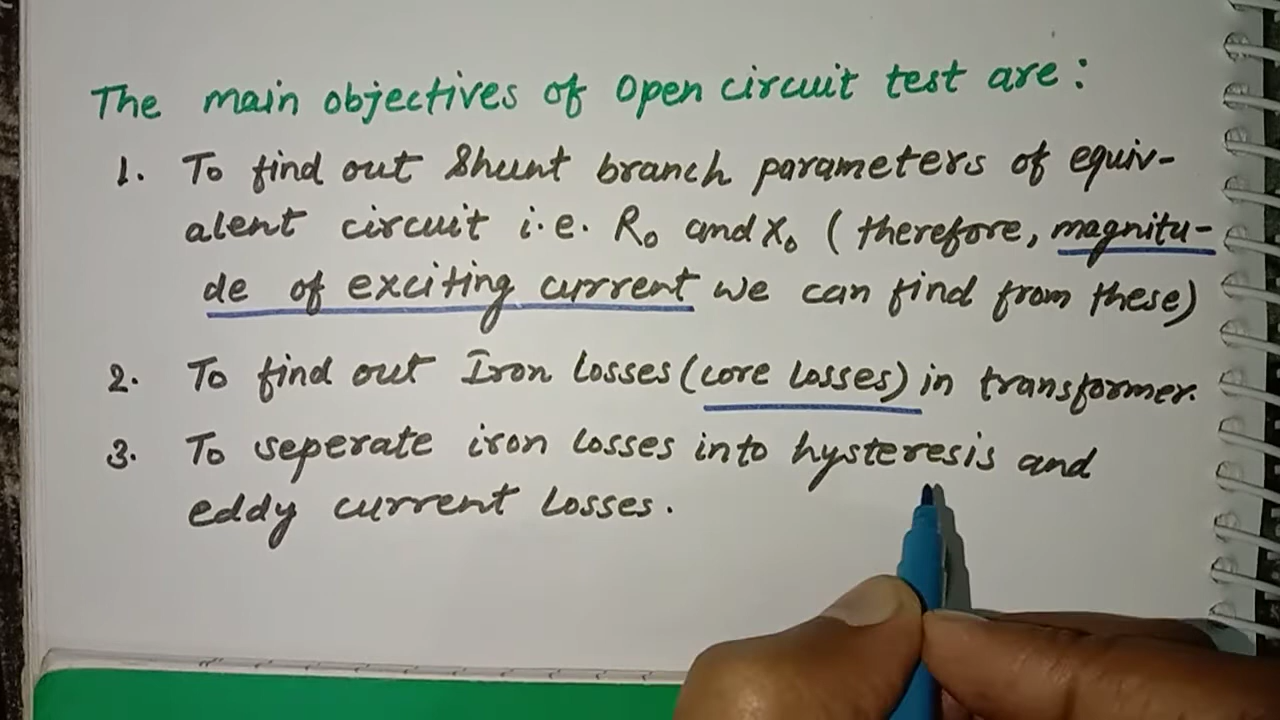 The main objectives of Open circuit test are:
1. To find out Shunt branch parameters of equiv-
alent circuit i.e. R₀ and X₀ (therefore, magnitu-
de of exciting current we can find from these)
2. To find out Iron losses (core losses) in transformer.
3. To seperate iron losses into hysteresis and
eddy current losses.